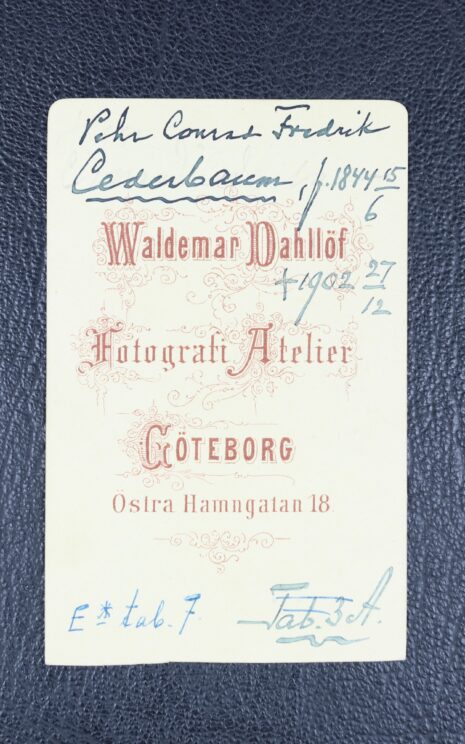 Pehr Conrad Fredrik
Cederbaum, f. 1844 15/6
Waldemar Dahllöf
† 1902 27/12
Fotografi Atelier
GÖTEBORG
Östra Hamngatan 18
E* tab. 7.
Tab. 3 A.